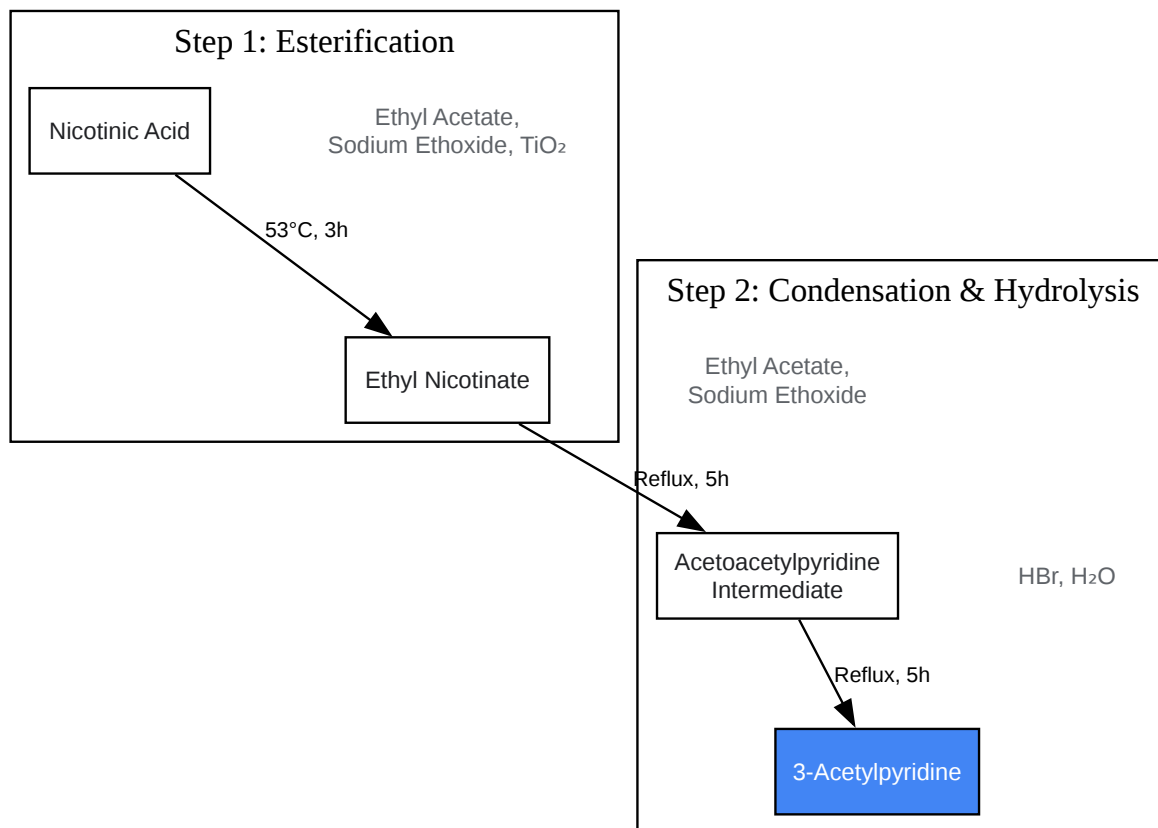 Step 1: Esterification
Nicotinic Acid
Ethyl Acetate,
Sodium Ethoxide, TiO₂
53°C, 3h
Ethyl Nicotinate
Step 2: Condensation & Hydrolysis
Ethyl Acetate,
Sodium Ethoxide
Reflux, 5h
Acetoacetylpyridine
Intermediate
HBr, H₂O
Reflux, 5h
3-Acetylpyridine